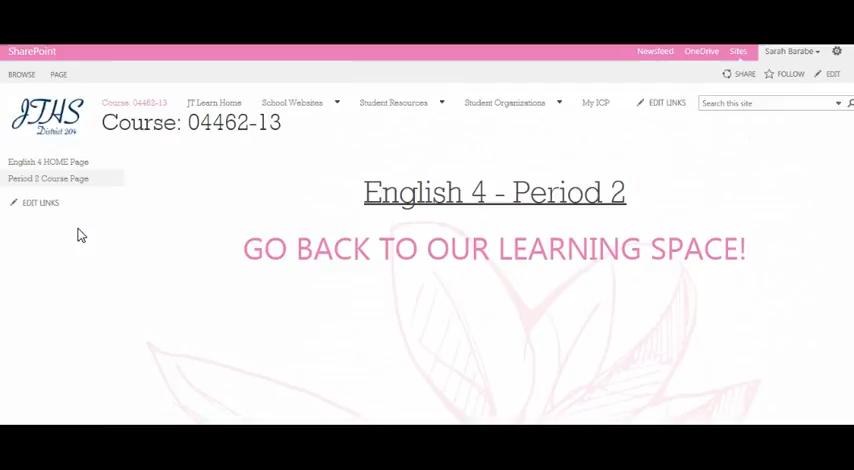 SharePoint
Newsfeed OneDrive Sites Sarah Barabe
BROWSE PAGE
SHARE FOLLOW EDIT
JTHS
District 204
Course: 04462-13 JT Learn Home School Websites Student Resources Student Organizations My ICP EDIT LINKS Search this site
Course: 04462-13
English 4 HOME Page
Period 2 Course Page
EDIT LINKS
English 4 - Period 2
GO BACK TO OUR LEARNING SPACE!